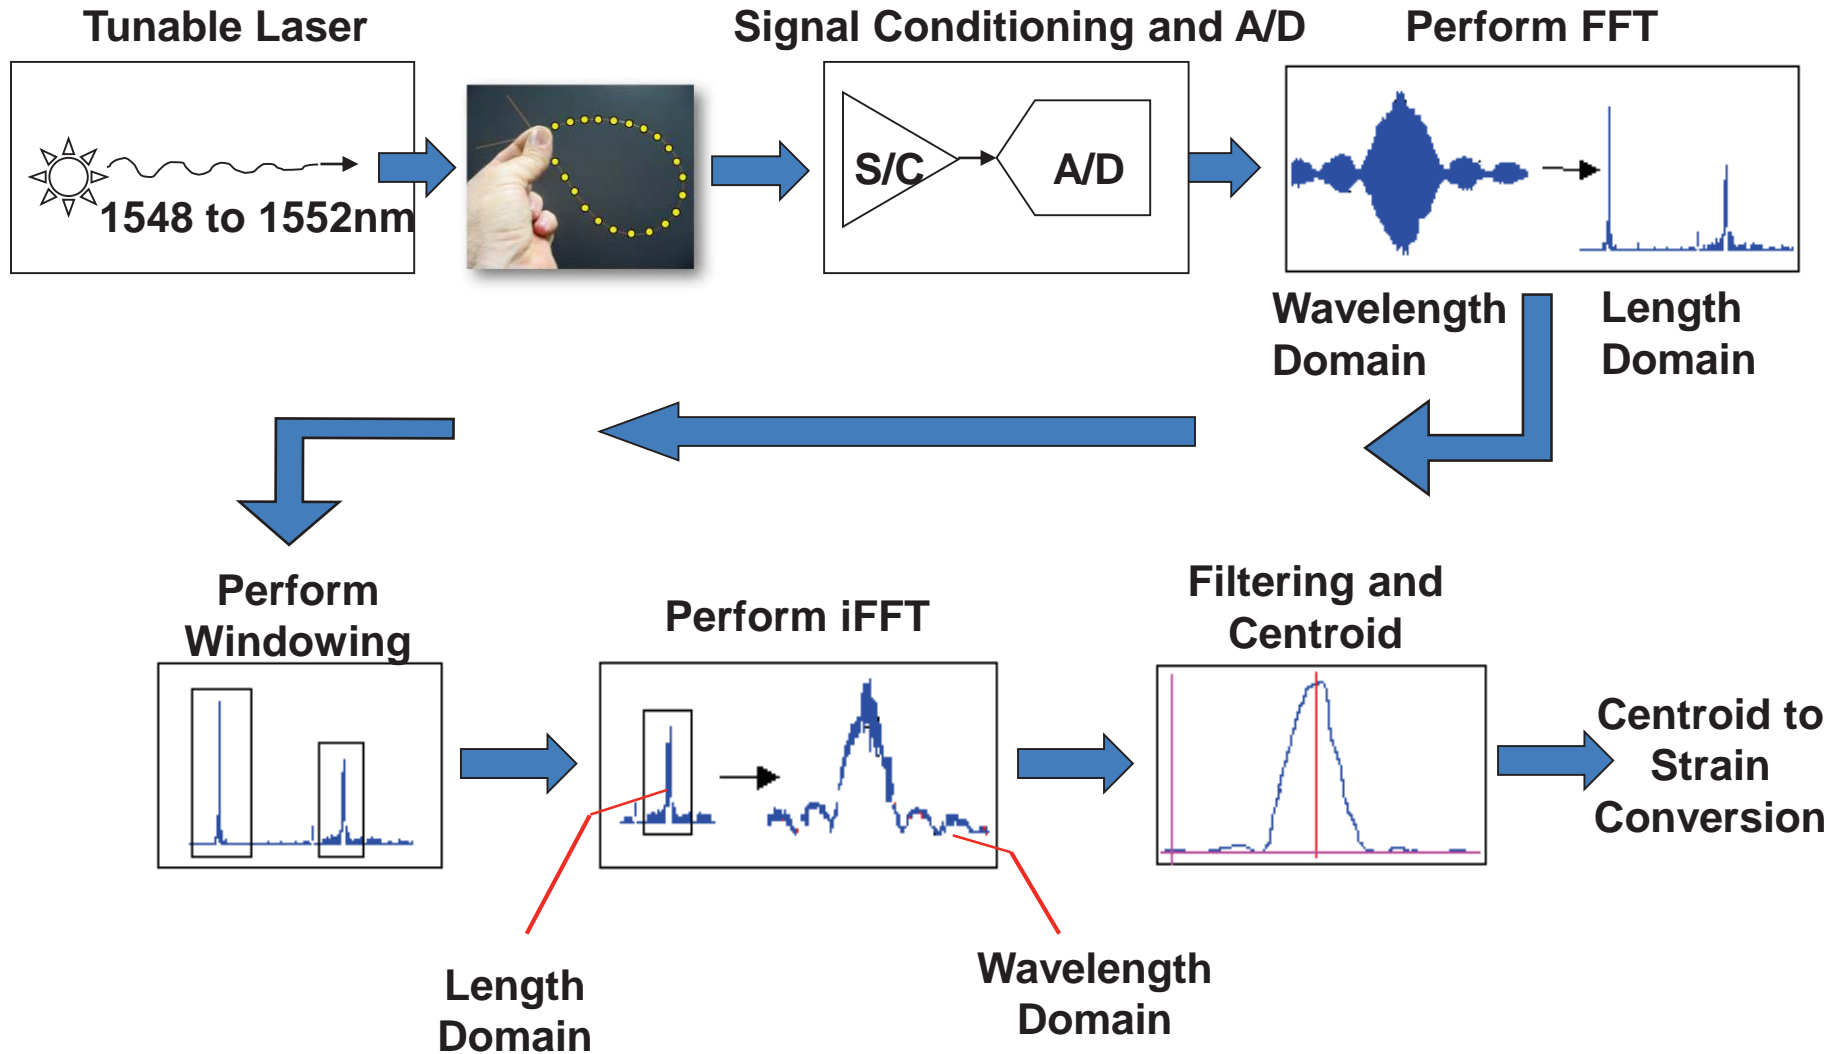 Tunable Laser
Signal Conditioning and A/D
Perform FFT
1548 to 1552nm
S/C
A/D
Wavelength
Domain
Length
Domain
Perform
Windowing
Perform iFFT
Filtering and
Centroid
Centroid to
Strain
Conversion
Length
Domain
Wavelength
Domain